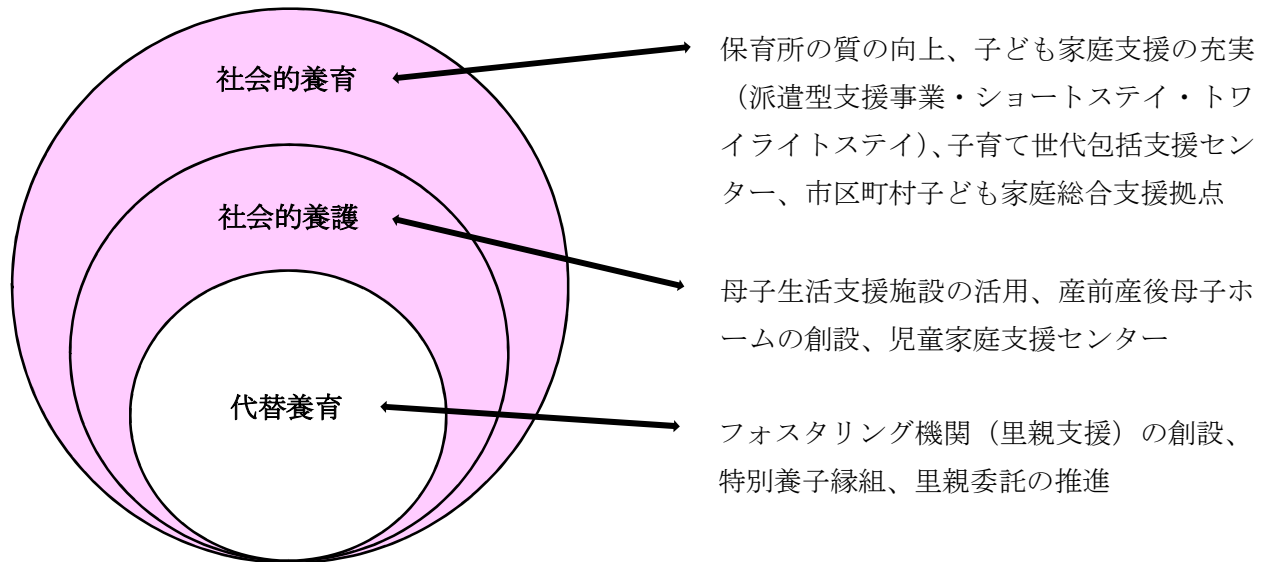 社会的養育
保育所の質の向上、子ども家庭支援の充実
（派遣型支援事業・ショートステイ・トワ
イライトステイ）、子育て世代包括支援セン
ター、市区町村子ども家庭総合支援拠点
社会的養護
母子生活支援施設の活用、産前産後母子ホ
ームの創設、児童家庭支援センター
代替養育
フォスタリング機関（里親支援）の創設、
特別養子縁組、里親委託の推進